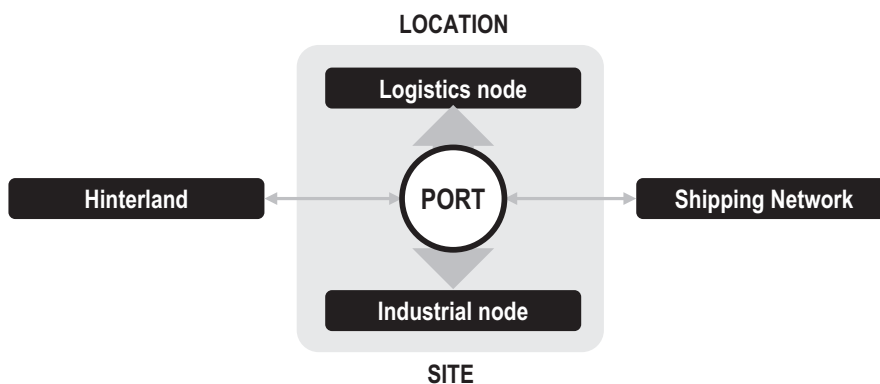 LOCATION
Logistics node
Hinterland
PORT
Shipping Network
Industrial node
SITE